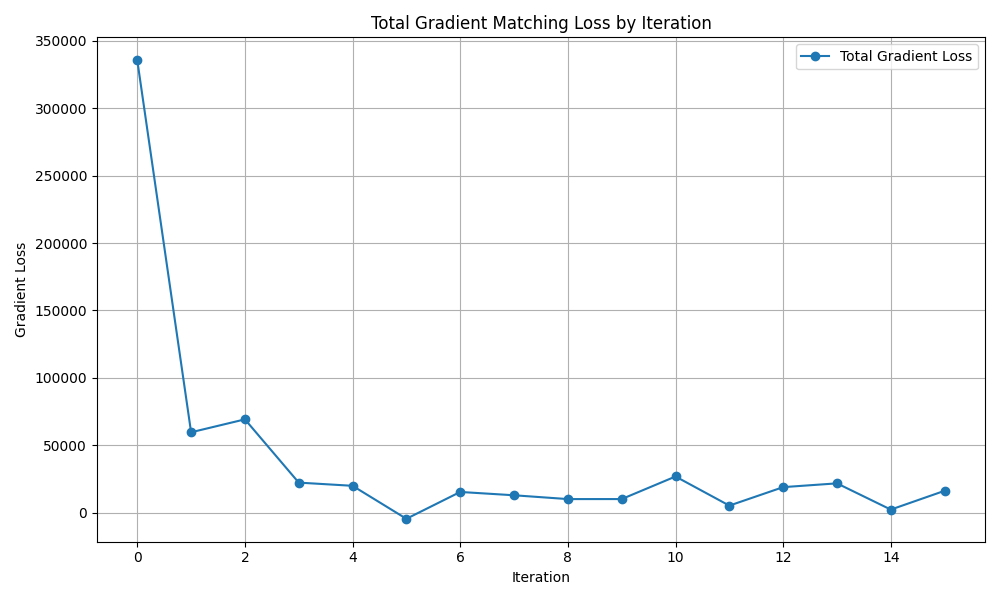 Total Gradient Matching Loss by Iteration
Total Gradient Loss
350000
300000
250000
200000
150000
100000
50000
0
Gradient Loss
0 2 4 6 8 10 12 14
Iteration